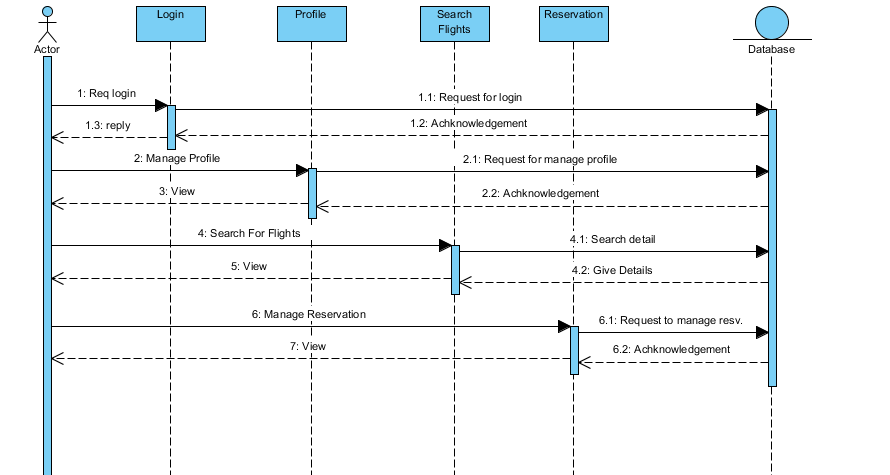 Login
Profile
Search
Flights
Reservation
Actor
Database
1: Req login
1.1: Request for login
1.2: Achknowledgement
1.3: reply
2: Manage Profile
2.1: Request for manage profile
3: View
2.2: Achknowledgement
4: Search For Flights
4.1: Search detail
5: View
4.2: Give Details
6: Manage Reservation
6.1: Request to manage resv.
7: View
6.2: Achknowledgement